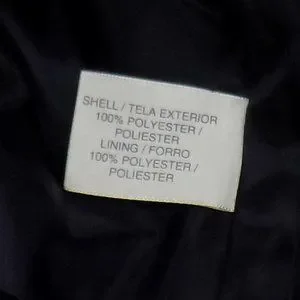 SHELL / TELA EXTERIOR
100% POLYESTER /
POLIESTER
LINING / FORRO
100% POLYESTER /
POLIESTER